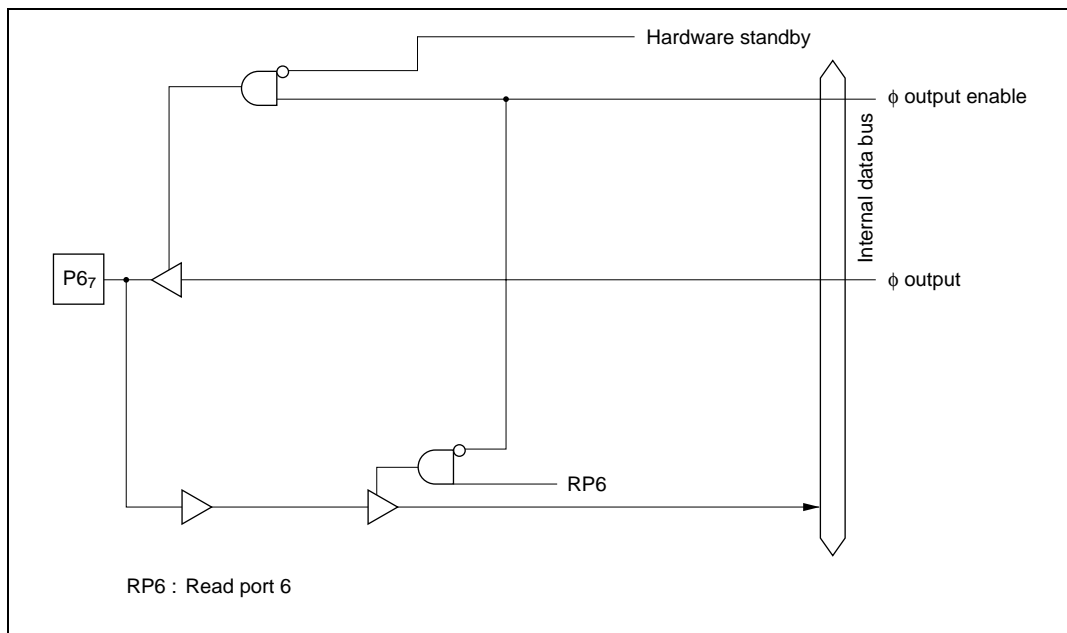 Hardware standby
ϕ output enable
Internal data bus
P6₇
ϕ output
RP6
RP6 : Read port 6